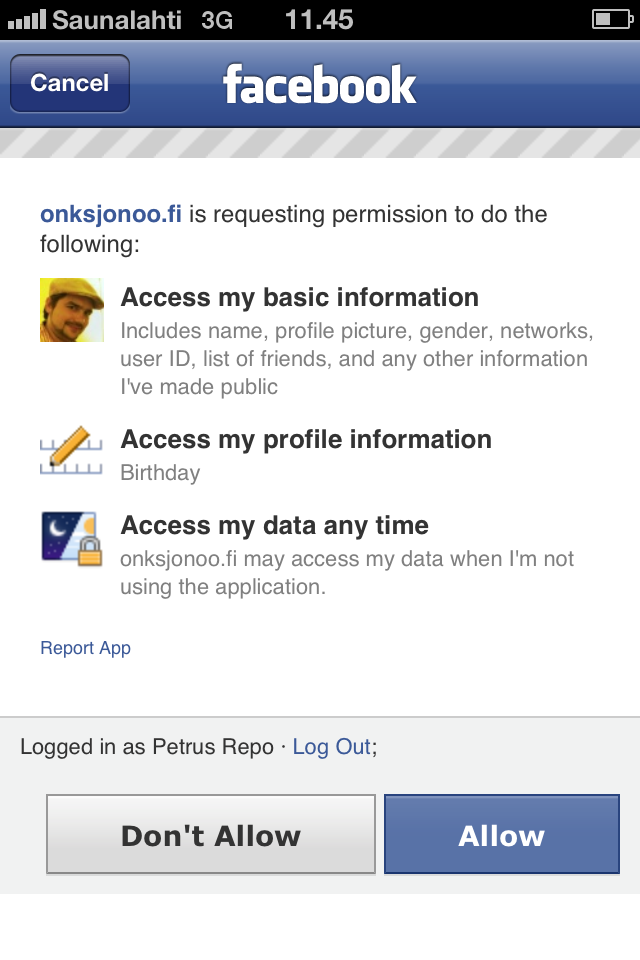 Saunalahti 3G 11.45
Cancel facebook
onksjonoo.fi is requesting permission to do the
following:
Access my basic information
Includes name, profile picture, gender, networks,
user ID, list of friends, and any other information
I've made public
Access my profile information
Birthday
Access my data any time
onksjonoo.fi may access my data when I'm not
using the application.
Report App
Logged in as Petrus Repo · Log Out;
Don't Allow Allow